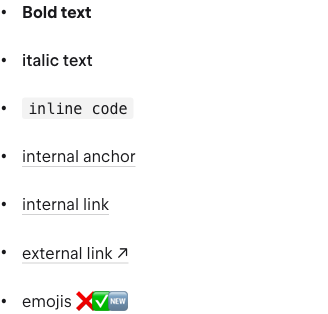 • Bold text
• italic text
• inline code
• internal anchor
• internal link
• external link ↗
• emojis ❌✅🆕